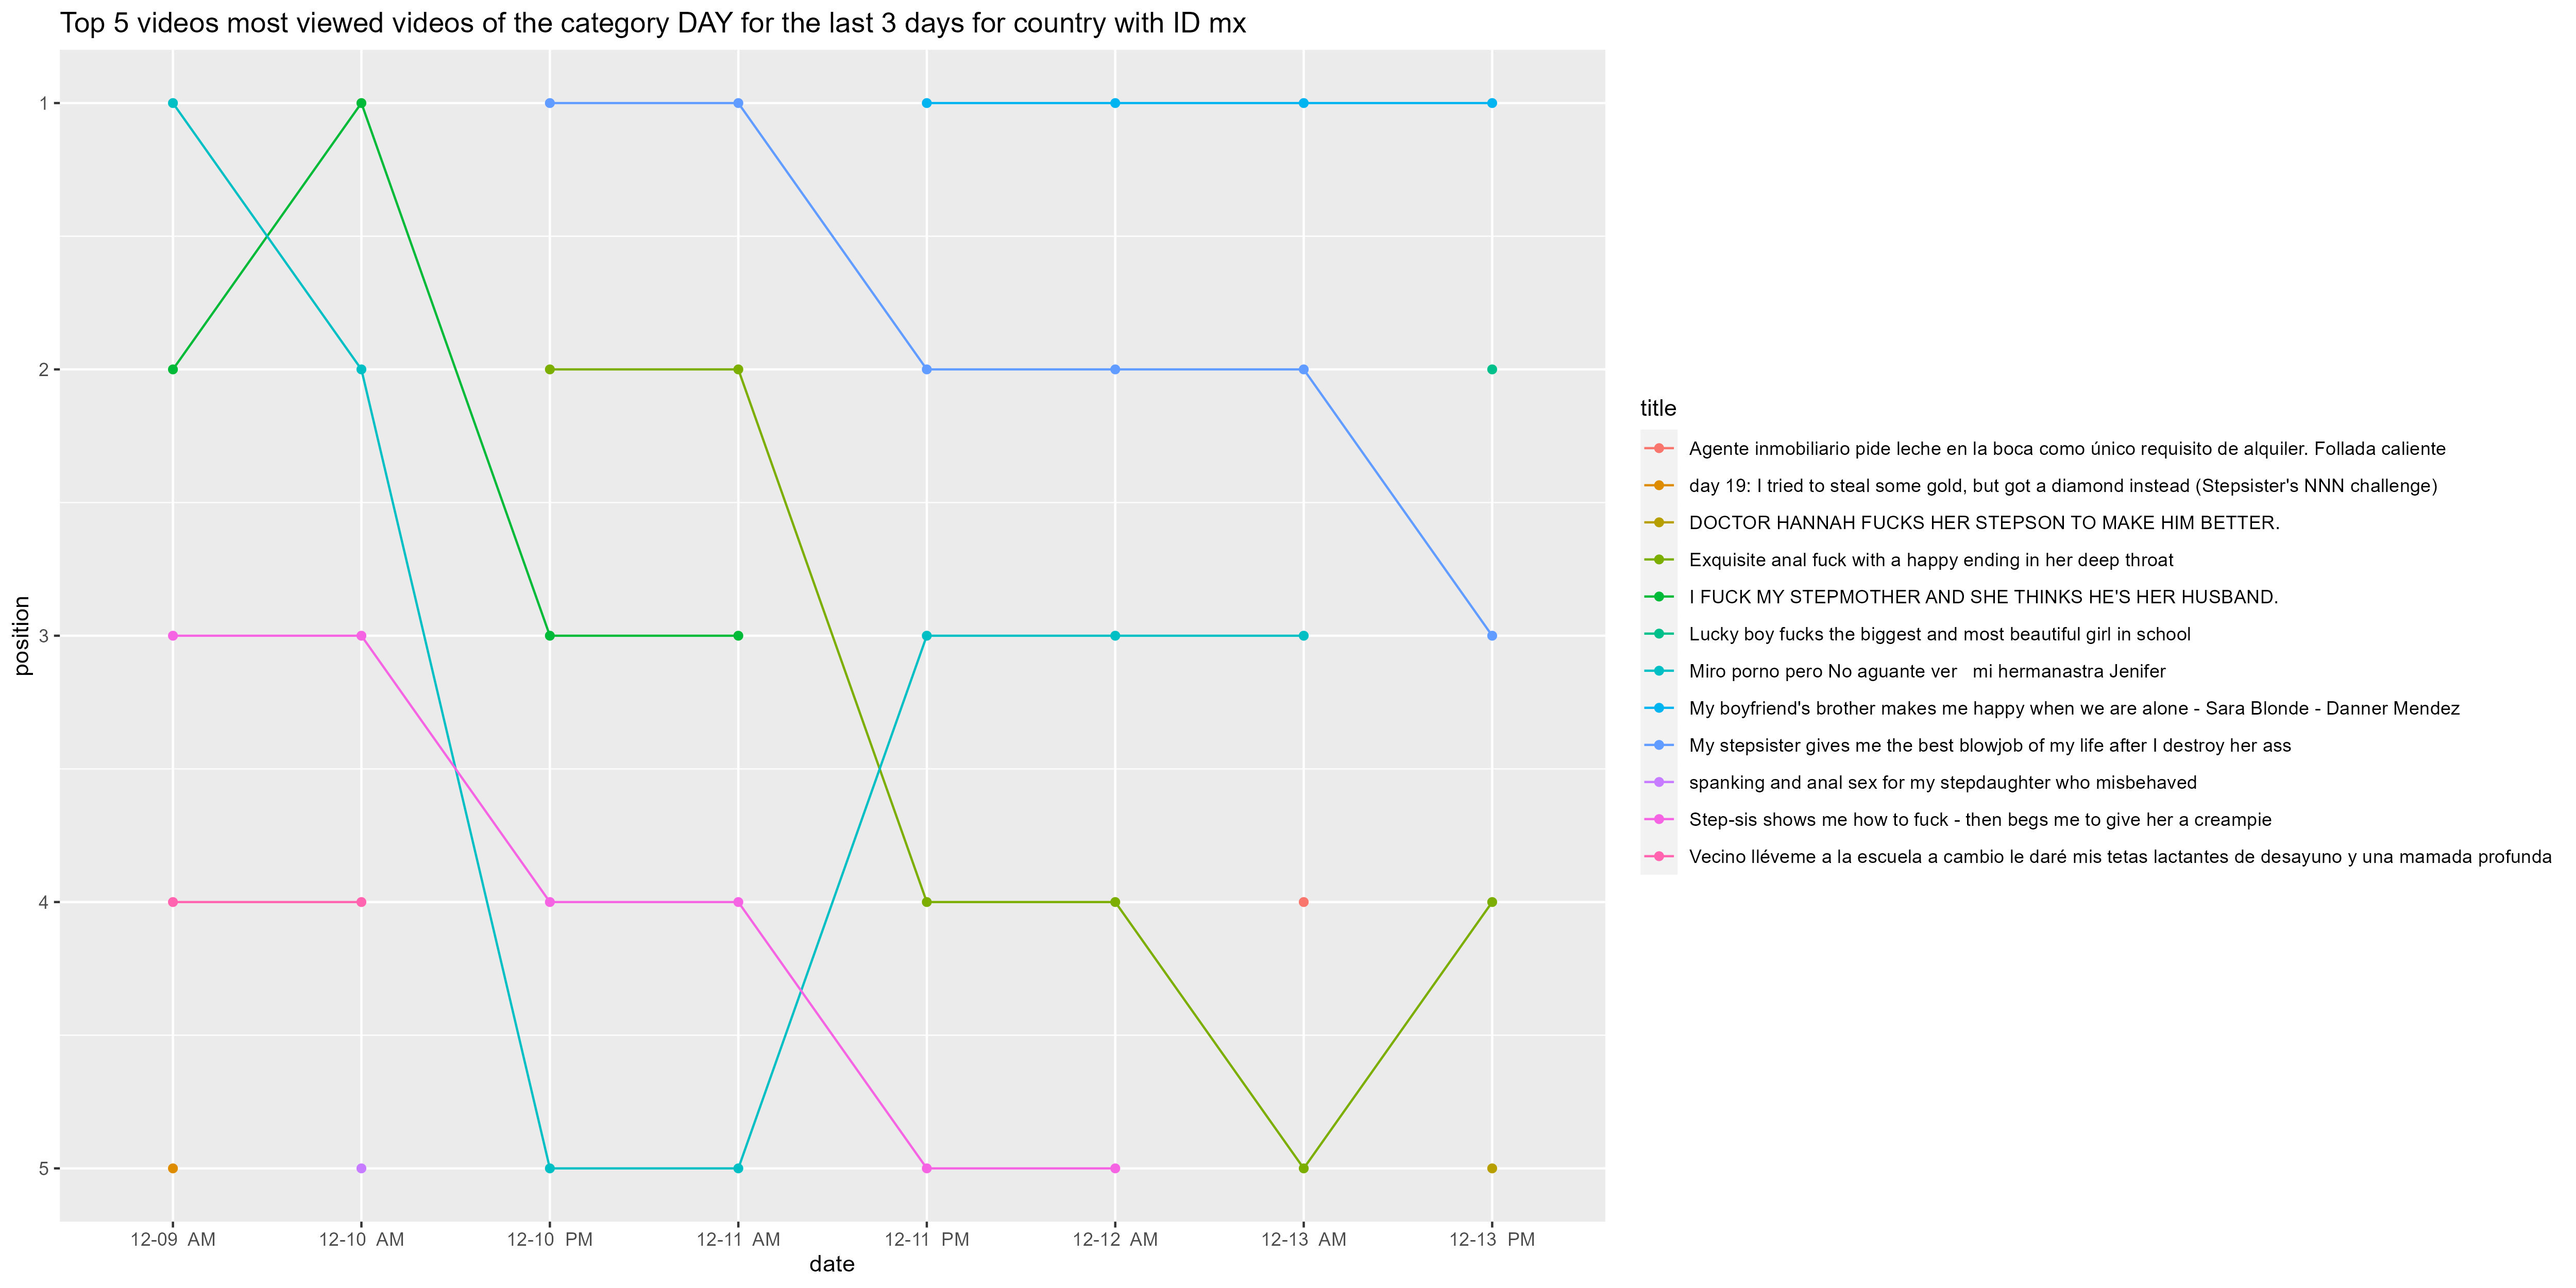 Top 5 videos most viewed videos of the category DAY for the last 3 days for country with ID mx
1
2
3
4
5
position
12-09 AM
12-10 AM
12-10 PM
12-11 AM
12-11 PM
12-12 AM
12-13 AM
12-13 PM
date
title
Agente inmobiliario pide leche en la boca como único requisito de alquiler. Follada caliente
day 19: I tried to steal some gold, but got a diamond instead (Stepsister's NNN challenge)
DOCTOR HANNAH FUCKS HER STEPSON TO MAKE HIM BETTER.
Exquisite anal fuck with a happy ending in her deep throat
I FUCK MY STEPMOTHER AND SHE THINKS HE'S HER HUSBAND.
Lucky boy fucks the biggest and most beautiful girl in school
Miro porno pero No aguante ver   mi hermanastra Jenifer
My boyfriend's brother makes me happy when we are alone - Sara Blonde - Danner Mendez
My stepsister gives me the best blowjob of my life after I destroy her ass
spanking and anal sex for my stepdaughter who misbehaved
Step-sis shows me how to fuck - then begs me to give her a creampie
Vecino lléveme a la escuela a cambio le daré mis tetas lactantes de desayuno y una mamada profunda